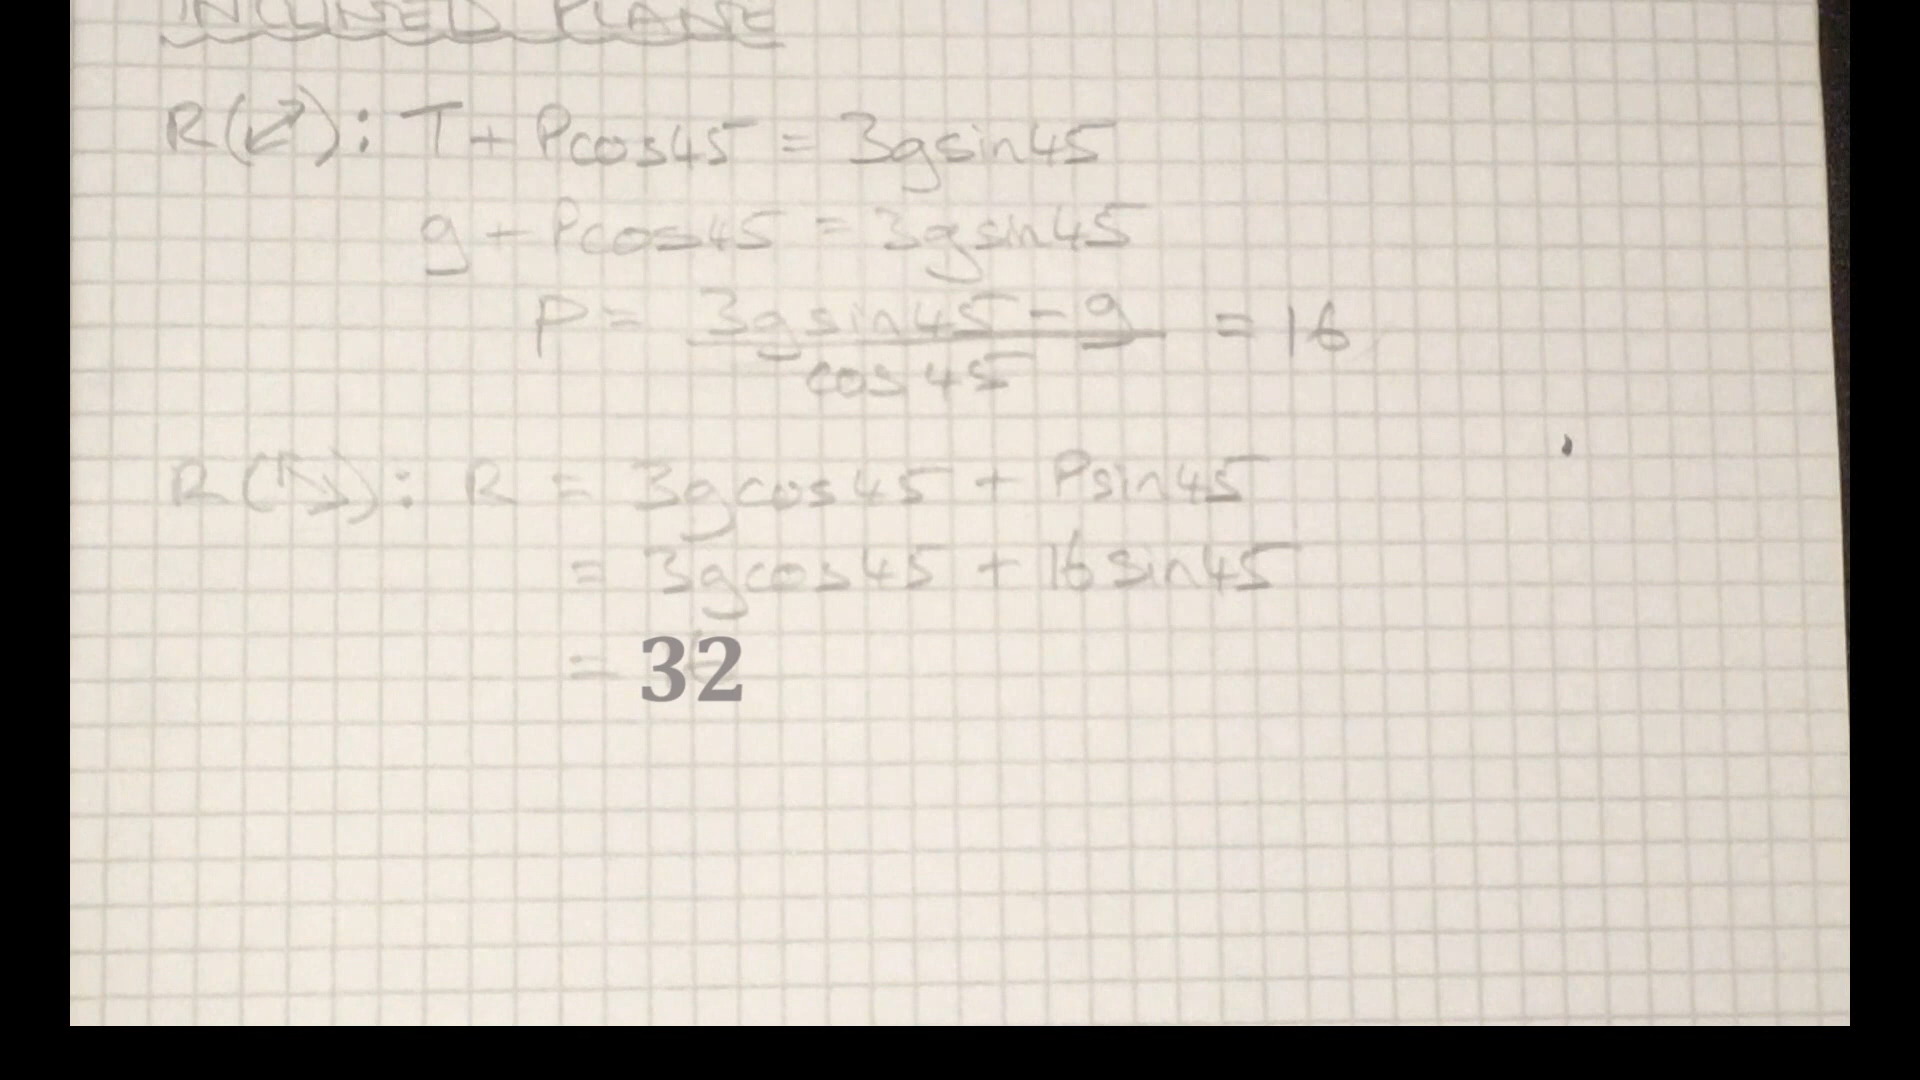 INCLINED PLANE
R(↗↙): T + Pcos45 = 3gsin45
g + Pcos45 = 3gsin45
P = (3gsin45 - g)/cos45 = 16
R(↖↘): R = 3gcos45 + Psin45
= 3gcos45 + 16sin45
= 32